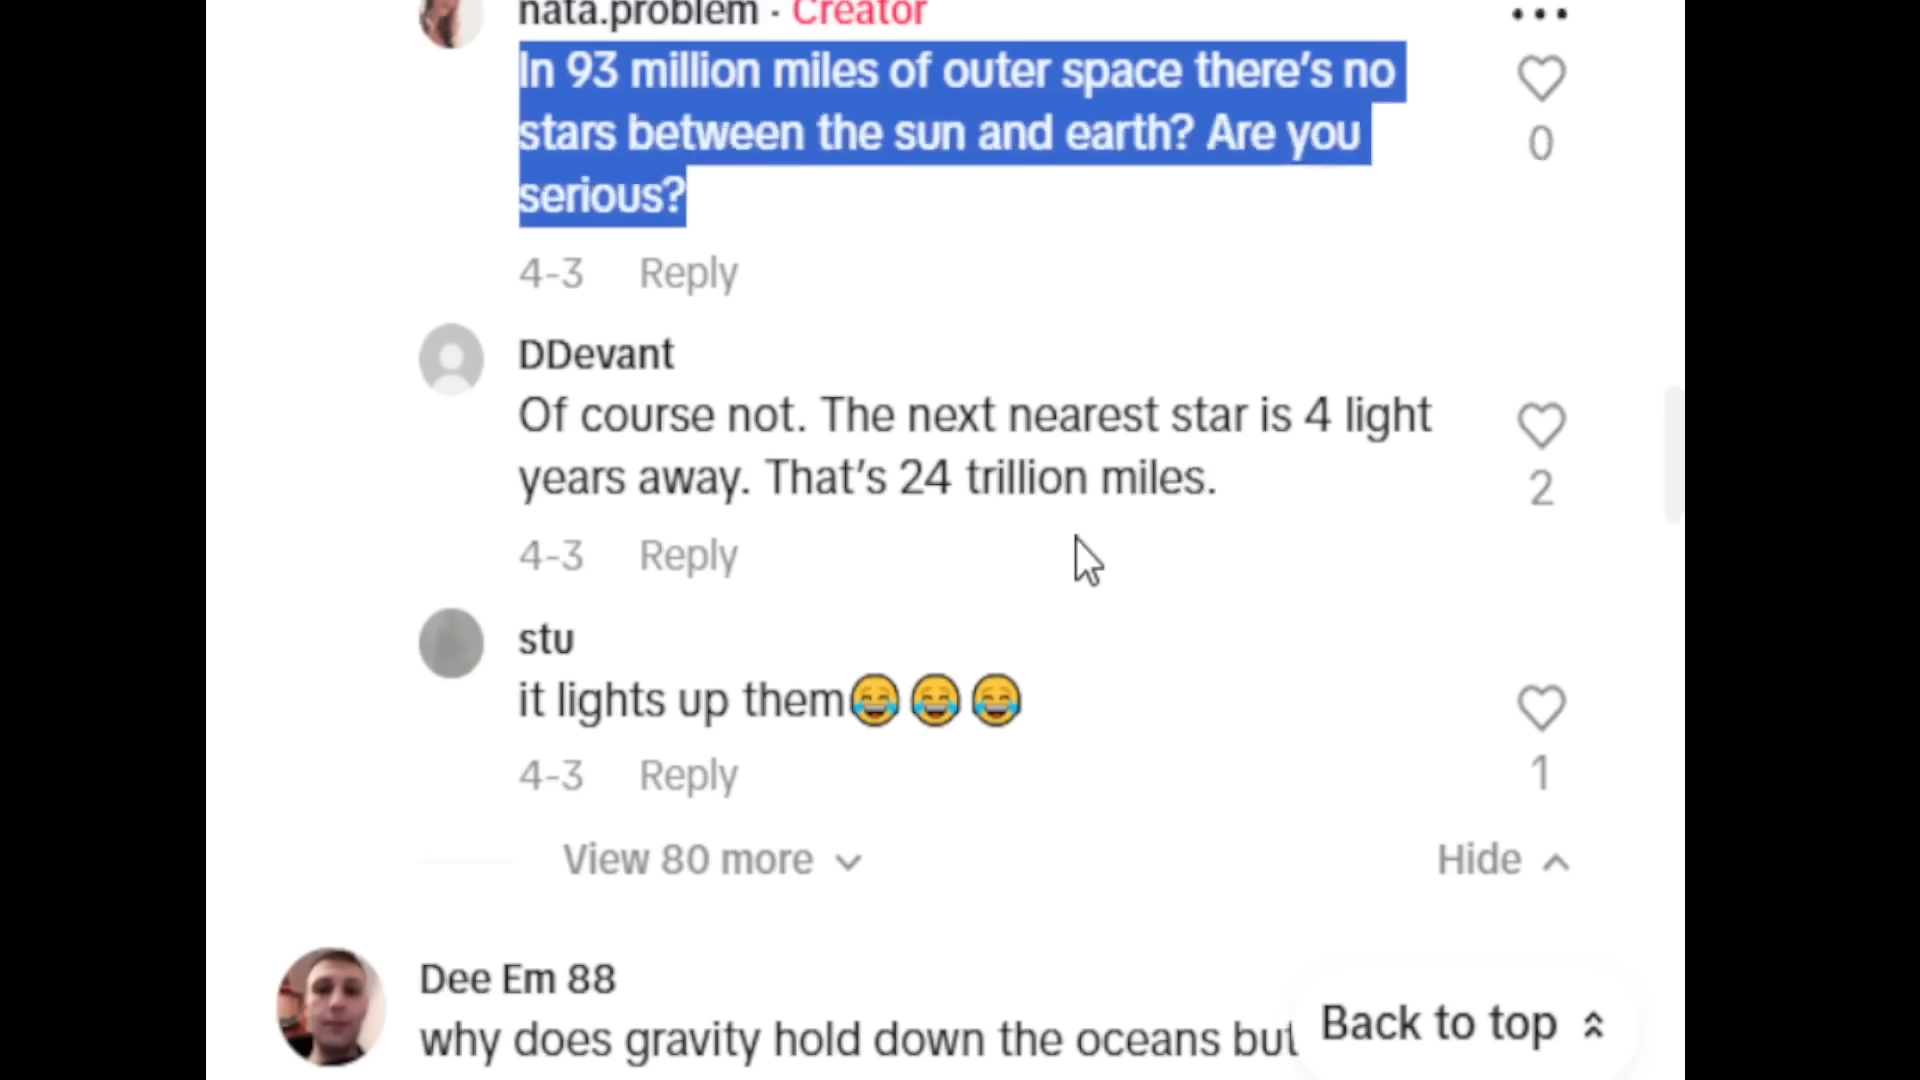 nata.problem · Creator
In 93 million miles of outer space there's no
stars between the sun and earth? Are you
serious?
0
4-3 Reply
DDevant
Of course not. The next nearest star is 4 light
years away. That's 24 trillion miles.
2
4-3 Reply
stu
it lights up them😂😂😂
1
4-3 Reply
View 80 more Hide
Dee Em 88
why does gravity hold down the oceans but
Back to top